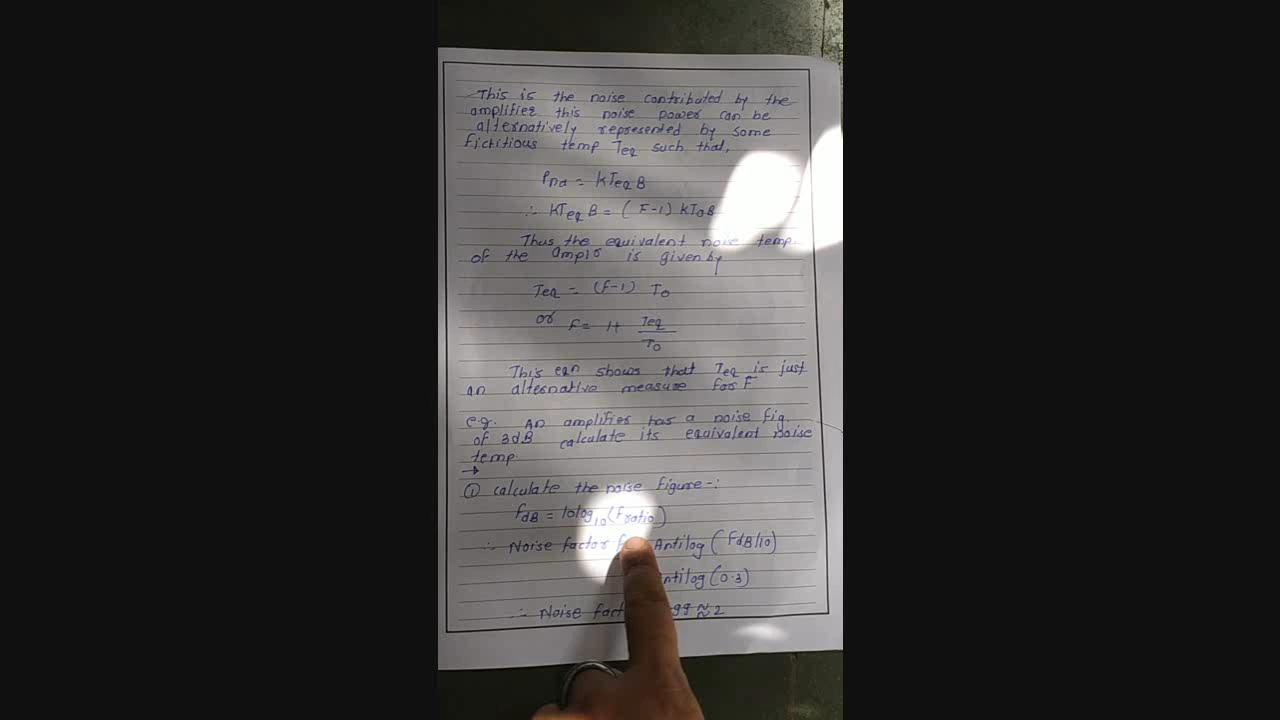 This is the noise contributed by the
amplifier this noise power can be
alternatively represented by some
fictitious temp Teq such that,
Pna = KTeq B
∴ KTeq B = (F-1) KToB
Thus the equivalent noise temp.
of the ampr is given by
Teq = (F-1) To
or F = 1+ Teq/To
This eqn shows that Teq is just
an alternative measure for F
e.g. An amplifier has a noise fig.
of 3dB calculate its equivalent noise
temp.
→
① calculate the noise figure-:
FdB = 10log10 (Fratio)
∴ Noise factor Antilog (FdB/10)
ntilog (0.3)
∴ Noise fact 99 ≈ 2